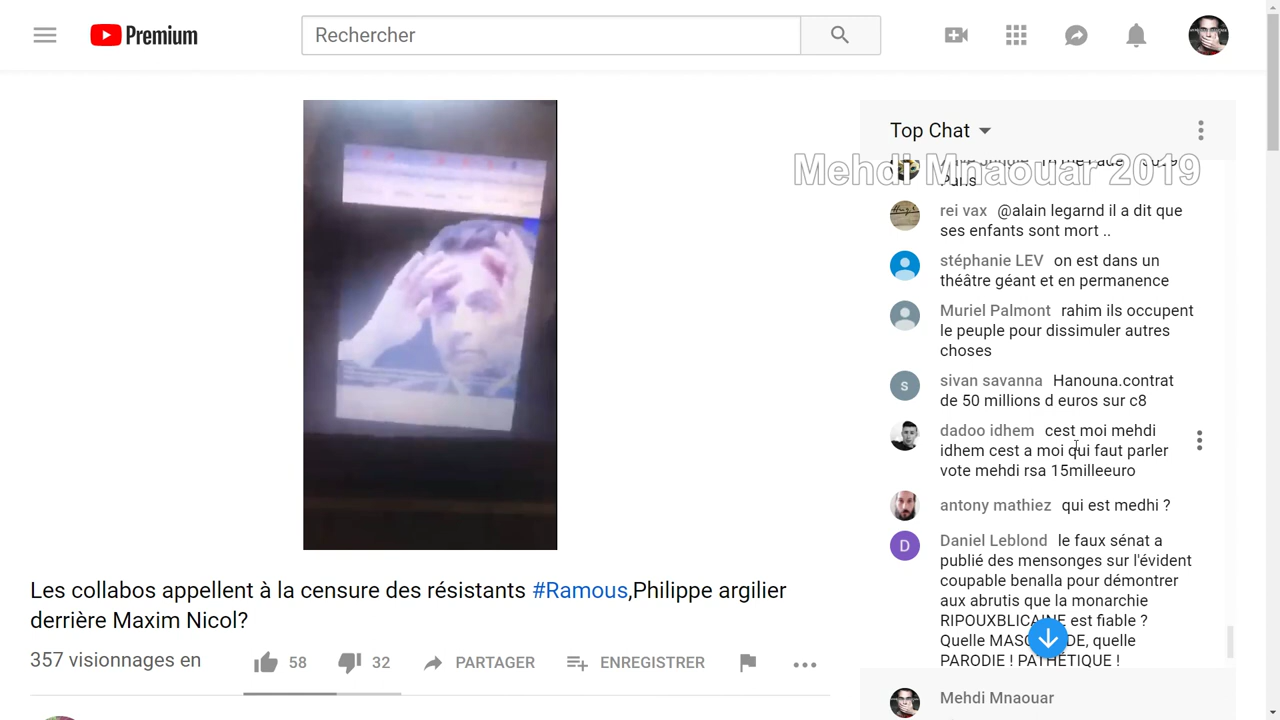 Premium
Rechercher
Top Chat
Mehdi Mnaouar 2019
Paris
rei vax @alain legarnd il a dit que
ses enfants sont mort ..
stéphanie LEV on est dans un
théâtre géant et en permanence
Muriel Palmont rahim ils occupent
le peuple pour dissimuler autres
choses
S
sivan savanna Hanouna.contrat
de 50 millions d euros sur c8
dadoo idhem cest moi mehdi
idhem cest a moi qui faut parler
vote mehdi rsa 15milleeuro
antony mathiez qui est medhi ?
D
Daniel Leblond le faux sénat a
publié des mensonges sur l'évident
coupable benalla pour démontrer
aux abrutis que la monarchie
RIPOUXBLICAINE est fiable ?
Quelle MASCARADE, quelle
PARODIE ! PATHÉTIQUE !
Mehdi Mnaouar
Les collabos appellent à la censure des résistants #Ramous,Philippe argilier
derrière Maxim Nicol?
357 visionnages en
58
32
PARTAGER
ENREGISTRER